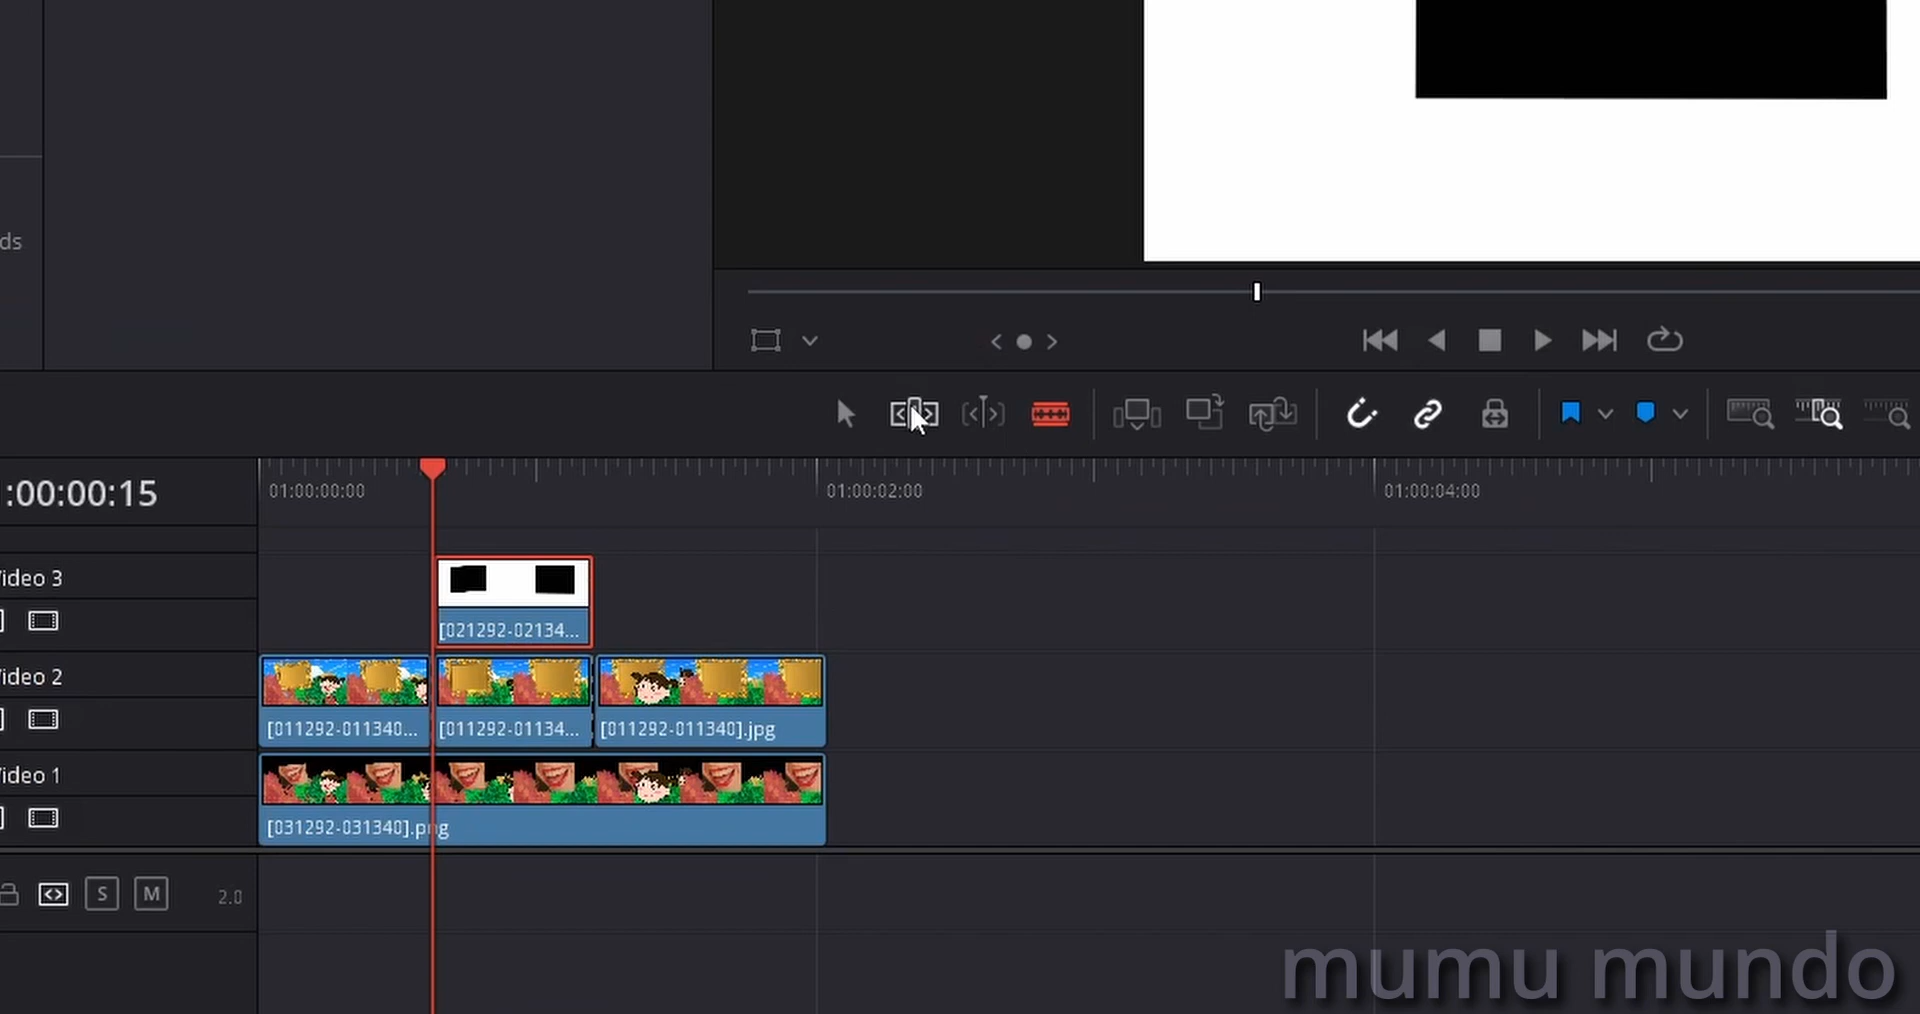 ds
:00:00:15
01:00:00:00
01:00:02:00
01:00:04:00
ideo 3
[021292-02134...
ideo 2
[011292-011340...
[011292-01134...
[011292-011340].jpg
ideo 1
[031292-031340].png
S
M
2.0
mumu mundo